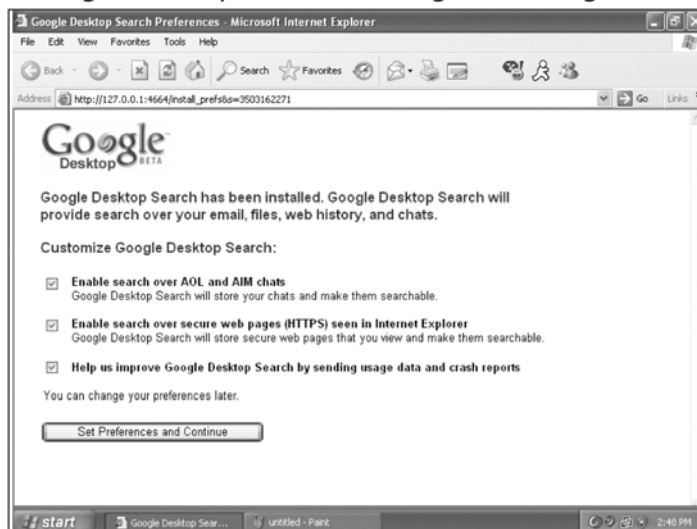 Google Desktop Search Preferences - Microsoft Internet Explorer
File Edit View Favorites Tools Help
Back Search Favorites
Address http://127.0.0.1:4664/install_prefs&s=3503162271 Go Links
Google
Desktop BETA
Google Desktop Search has been installed. Google Desktop Search will
provide search over your email, files, web history, and chats.
Customize Google Desktop Search:
Enable search over AOL and AIM chats
Google Desktop Search will store your chats and make them searchable.
Enable search over secure web pages (HTTPS) seen in Internet Explorer
Google Desktop Search will store secure web pages that you view and make them searchable.
Help us improve Google Desktop Search by sending usage data and crash reports
You can change your preferences later.
Set Preferences and Continue
start Google Desktop Sear... untitled - Paint 2:48 PM